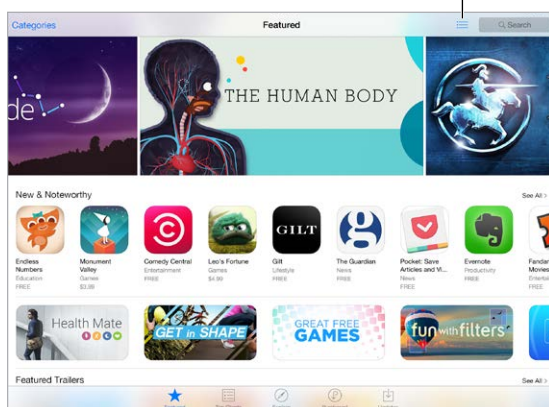 Categories
Featured
Search
de
THE HUMAN BODY
New & Noteworthy
See All >
GILT
Endless Numbers
Education
FREE
Monument Valley
Games
$3.99
Comedy Central
Entertainment
FREE
Leo's Fortune
Games
$4.99
Gilt
Lifestyle
FREE
The Guardian
News
FREE
Pocket: Save
Articles and Vi...
News
FREE
Evernote
Productivity
FREE
Fandan
Movies
FREE
Health Mate
GET in SHAPE
GREAT FREE
GAMES
fun with filters
Featured Trailers
See All >